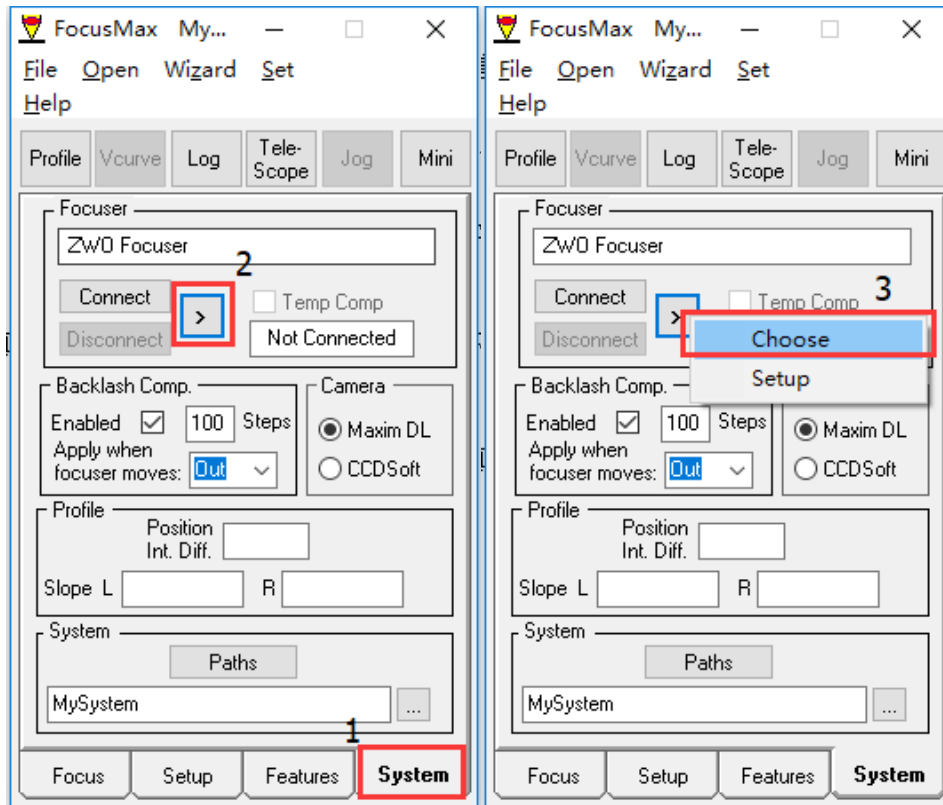 FocusMax My...
File Open Wizard Set
Help
Profile Vcurve Log Tele-Scope Jog Mini
Focuser
ZWO Focuser
2
Connect > Temp Comp
Disconnect Not Connected
Backlash Comp. Camera
Enabled 100 Steps Maxim DL
Apply when
focuser moves: Out CCDSoft
Profile
Position
Int. Diff.
Slope L R
System
Paths
MySystem ...
1
Focus Setup Features System
FocusMax My...
File Open Wizard Set
Help
Profile Vcurve Log Tele-Scope Jog Mini
Focuser
ZWO Focuser
3
Connect > Temp Comp
Disconnect Choose
Setup
Backlash Comp.
Enabled 100 Steps Maxim DL
Apply when
focuser moves: Out CCDSoft
Profile
Position
Int. Diff.
Slope L R
System
Paths
MySystem ...
Focus Setup Features System